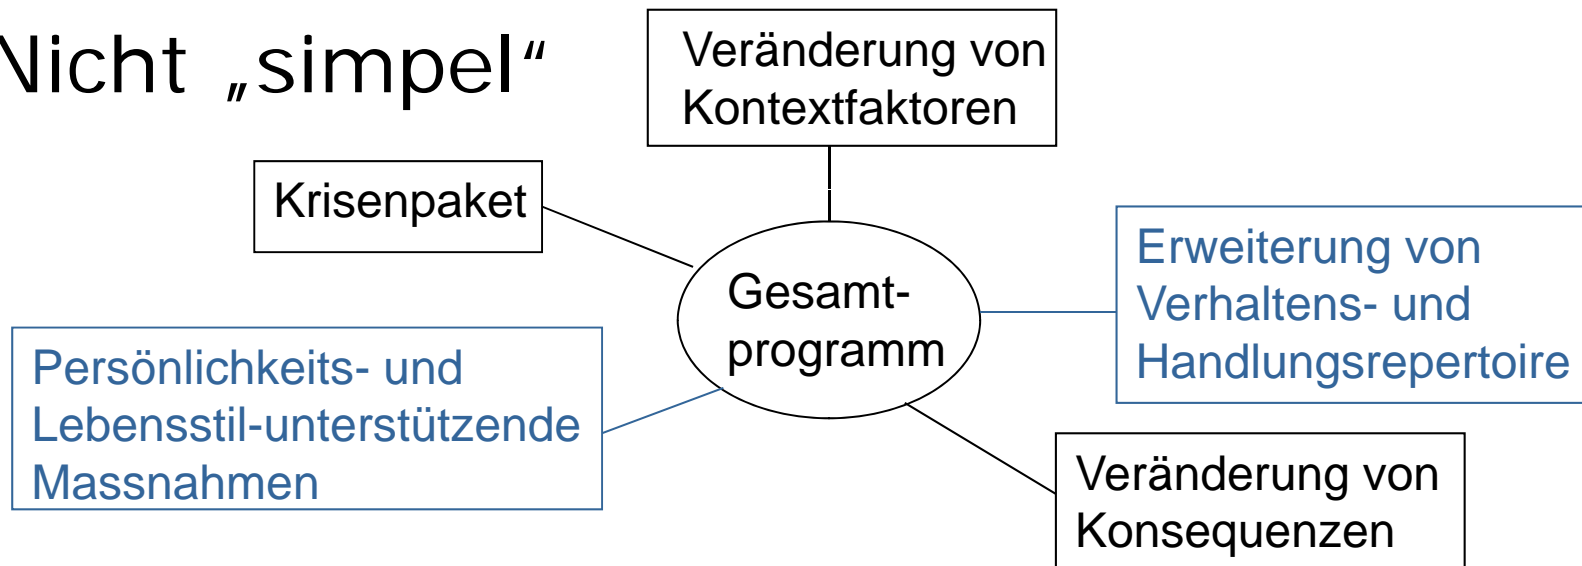 Nicht „simpel“
Veränderung von
Kontextfaktoren
Krisenpaket
Gesamt-
programm
Erweiterung von
Verhaltens- und
Handlungsrepertoire
Persönlichkeits- und
Lebensstil-unterstützende
Massnahmen
Veränderung von
Konsequenzen